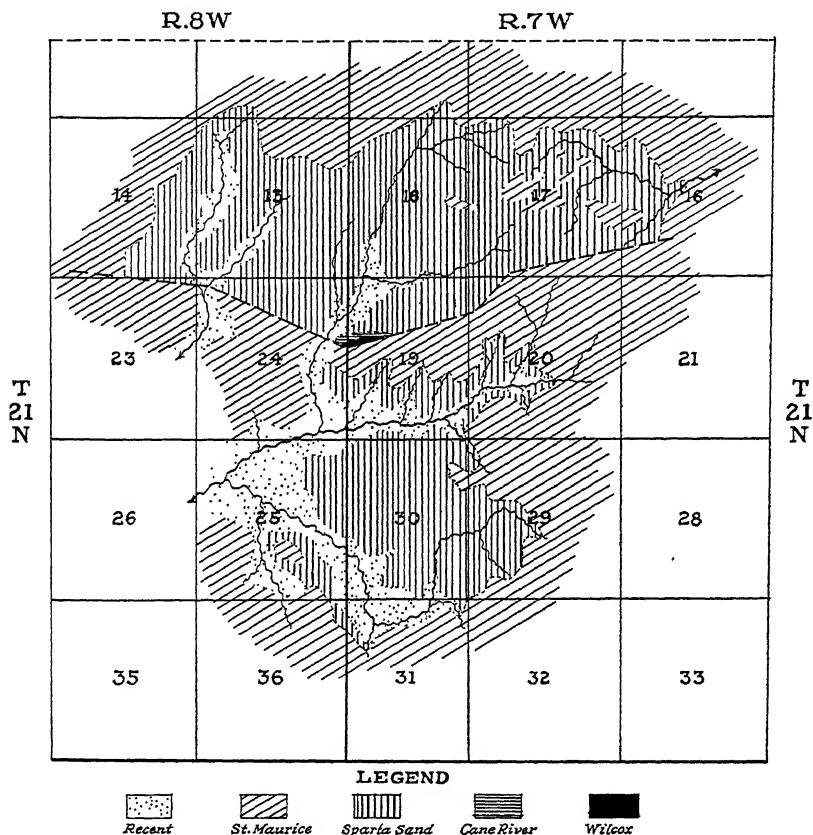 R.8W R.7W
14 13 18 17 16
23 24 19 20 21
T
21
N
T
21
N
26 25 30 29 28
35 36 31 32 33
LEGEND
Recent St. Maurice Sparta Sand Cane River Wilcox